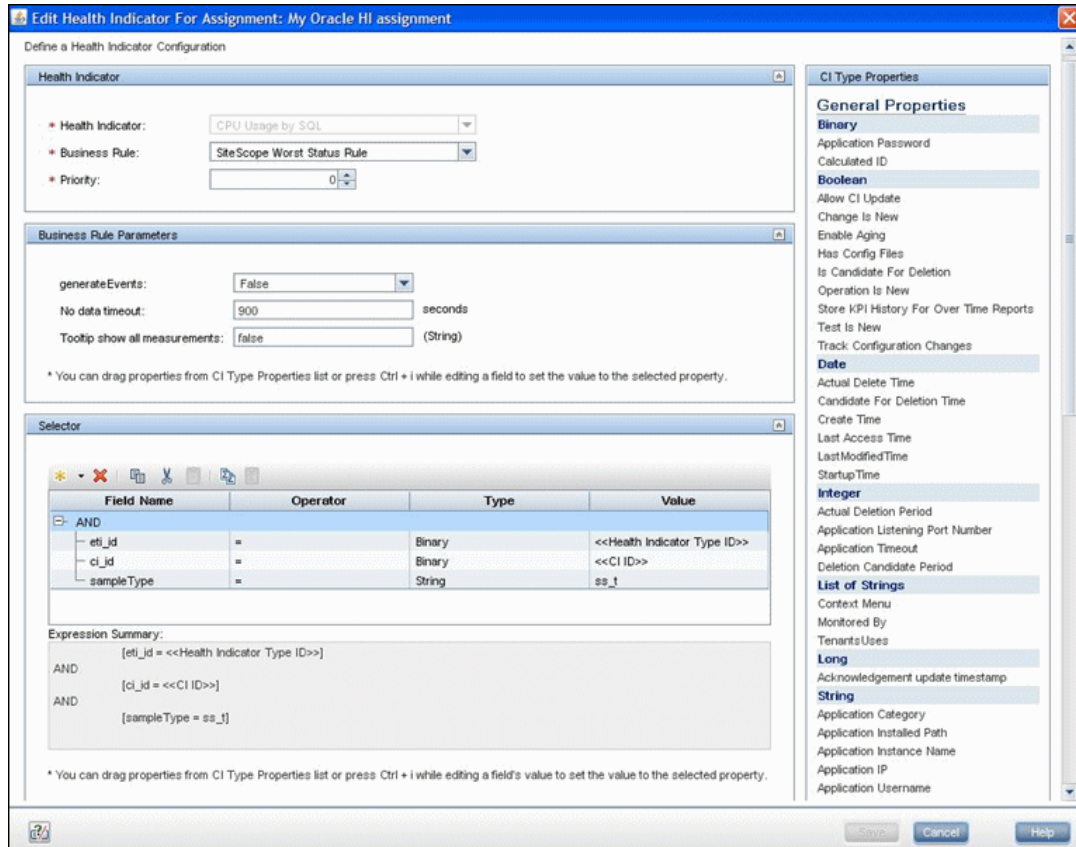 Edit Health Indicator For Assignment: My Oracle HI assignment
Define a Health Indicator Configuration
Health Indicator
* Health Indicator: CPU Usage by SQL
* Business Rule: SiteScope Worst Status Rule
* Priority: 0
Business Rule Parameters
generateEvents: False
No data timeout: 900 seconds
Tooltip show all measurements: false (String)
* You can drag properties from CI Type Properties list or press Ctrl + i while editing a field to set the value to the selected property.
Selector
Field Name Operator Type Value
AND
eti_id = Binary <<Health Indicator Type ID>>
ci_id = Binary <<CI ID>>
sampleType = String ss_t
Expression Summary:
[eti_id = <<Health Indicator Type ID>>]
AND
[ci_id = <<CI ID>>]
AND
[sampleType = ss_t]
* You can drag properties from CI Type Properties list or press Ctrl + i while editing a field's value to set the value to the selected property.
CI Type Properties
General Properties
Binary
Application Password
Calculated ID
Boolean
Allow CI Update
Change Is New
Enable Aging
Has Config Files
Is Candidate For Deletion
Operation Is New
Store KPI History For Over Time Reports
Test Is New
Track Configuration Changes
Date
Actual Delete Time
Candidate For Deletion Time
Create Time
Last Access Time
LastModifiedTime
StartupTime
Integer
Actual Deletion Period
Application Listening Port Number
Application Timeout
Deletion Candidate Period
List of Strings
Context Menu
Monitored By
TenantsUses
Long
Acknowledgement update timestamp
String
Application Category
Application Installed Path
Application Instance Name
Application IP
Application Username
Save Cancel Help